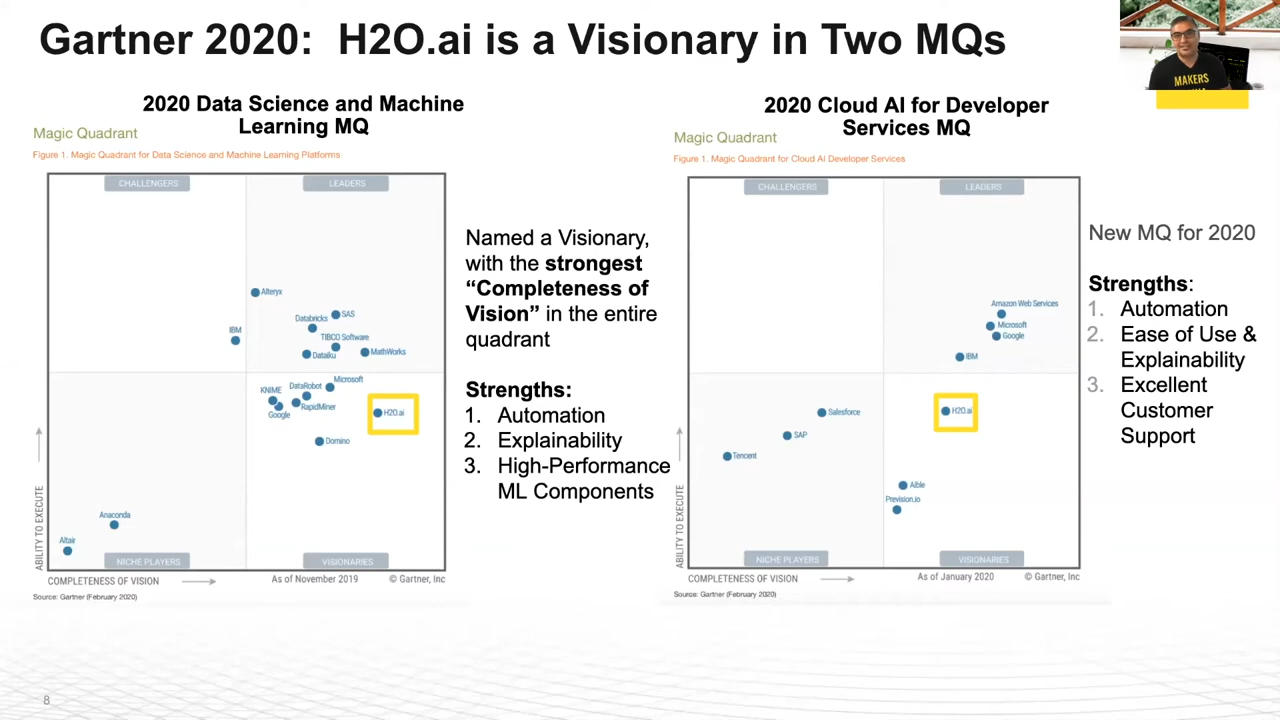 Gartner 2020: H2O.ai is a Visionary in Two MQs
MAKERS
2020 Data Science and Machine
Learning MQ
Magic Quadrant
Figure 1. Magic Quadrant for Data Science and Machine Learning Platforms
CHALLENGERS
LEADERS
Alteryx
SAS
Databricks
IBM
TIBCO Software
Dataiku
MathWorks
Microsoft
DataRobot
KNIME
RapidMiner
Google
H2O.ai
Domino
Anaconda
Altair
NICHE PLAYERS
VISIONARIES
ABILITY TO EXECUTE
COMPLETENESS OF VISION
As of November 2019
© Gartner, Inc
Source: Gartner (February 2020)
Named a Visionary,
with the strongest
“Completeness of
Vision” in the entire
quadrant
Strengths:
1. Automation
2. Explainability
3. High-Performance
ML Components
2020 Cloud AI for Developer
Services MQ
Magic Quadrant
Figure 1. Magic Quadrant for Cloud AI Developer Services
CHALLENGERS
LEADERS
Amazon Web Services
Microsoft
Google
IBM
Salesforce
H2O.ai
SAP
Tencent
Aible
Prevision.io
NICHE PLAYERS
VISIONARIES
ABILITY TO EXECUTE
COMPLETENESS OF VISION
As of January 2020
© Gartner, Inc
Source: Gartner (February 2020)
New MQ for 2020
Strengths:
1. Automation
2. Ease of Use &
Explainability
3. Excellent
Customer
Support
8